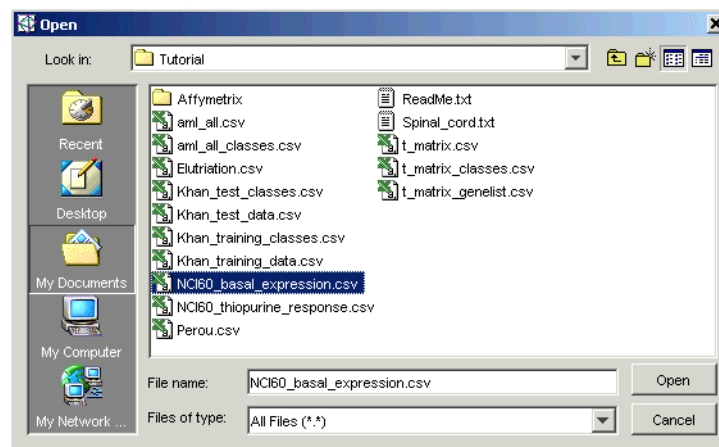 Open
Look in: Tutorial
Recent
Desktop
My Documents
My Computer
My Network ...
Affymetrix
aml_all.csv
aml_all_classes.csv
Elutriation.csv
Khan_test_classes.csv
Khan_test_data.csv
Khan_training_classes.csv
Khan_training_data.csv
NCI60_basal_expression.csv
NCI60_thiopurine_response.csv
Perou.csv
ReadMe.txt
Spinal_cord.txt
t_matrix.csv
t_matrix_classes.csv
t_matrix_genelist.csv
File name: NCI60_basal_expression.csv Open
Files of type: All Files (*.*) Cancel